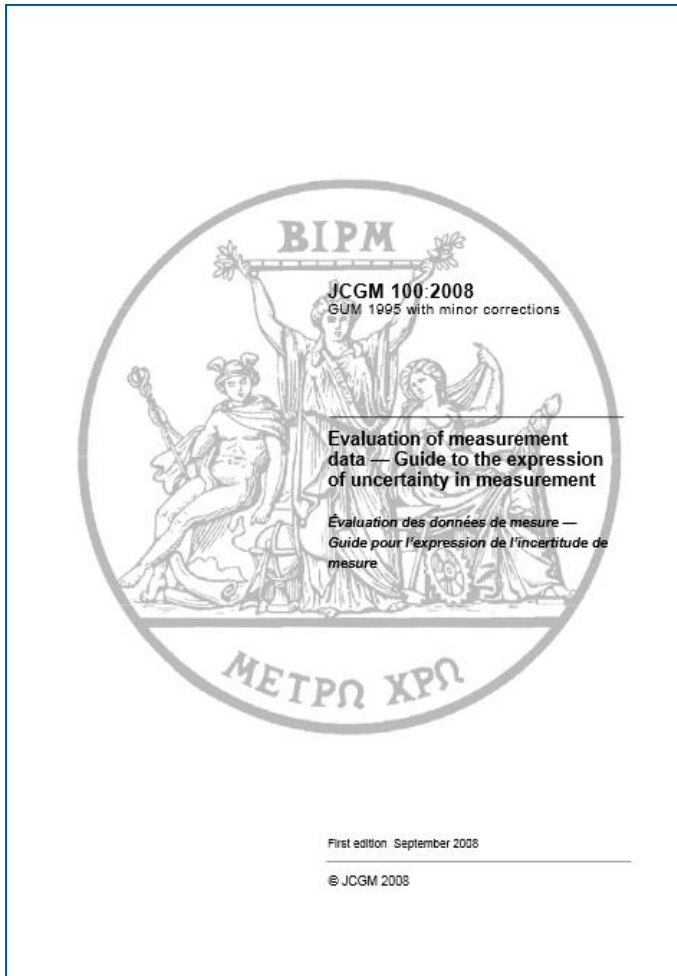 BIPM
JCGM 100:2008
GUM 1995 with minor corrections
Evaluation of measurement
data — Guide to the expression
of uncertainty in measurement
Évaluation des données de mesure —
Guide pour l'expression de l'incertitude de
mesure
ΜΕΤΡΩ ΧΡΩ
First edition September 2008
© JCGM 2008